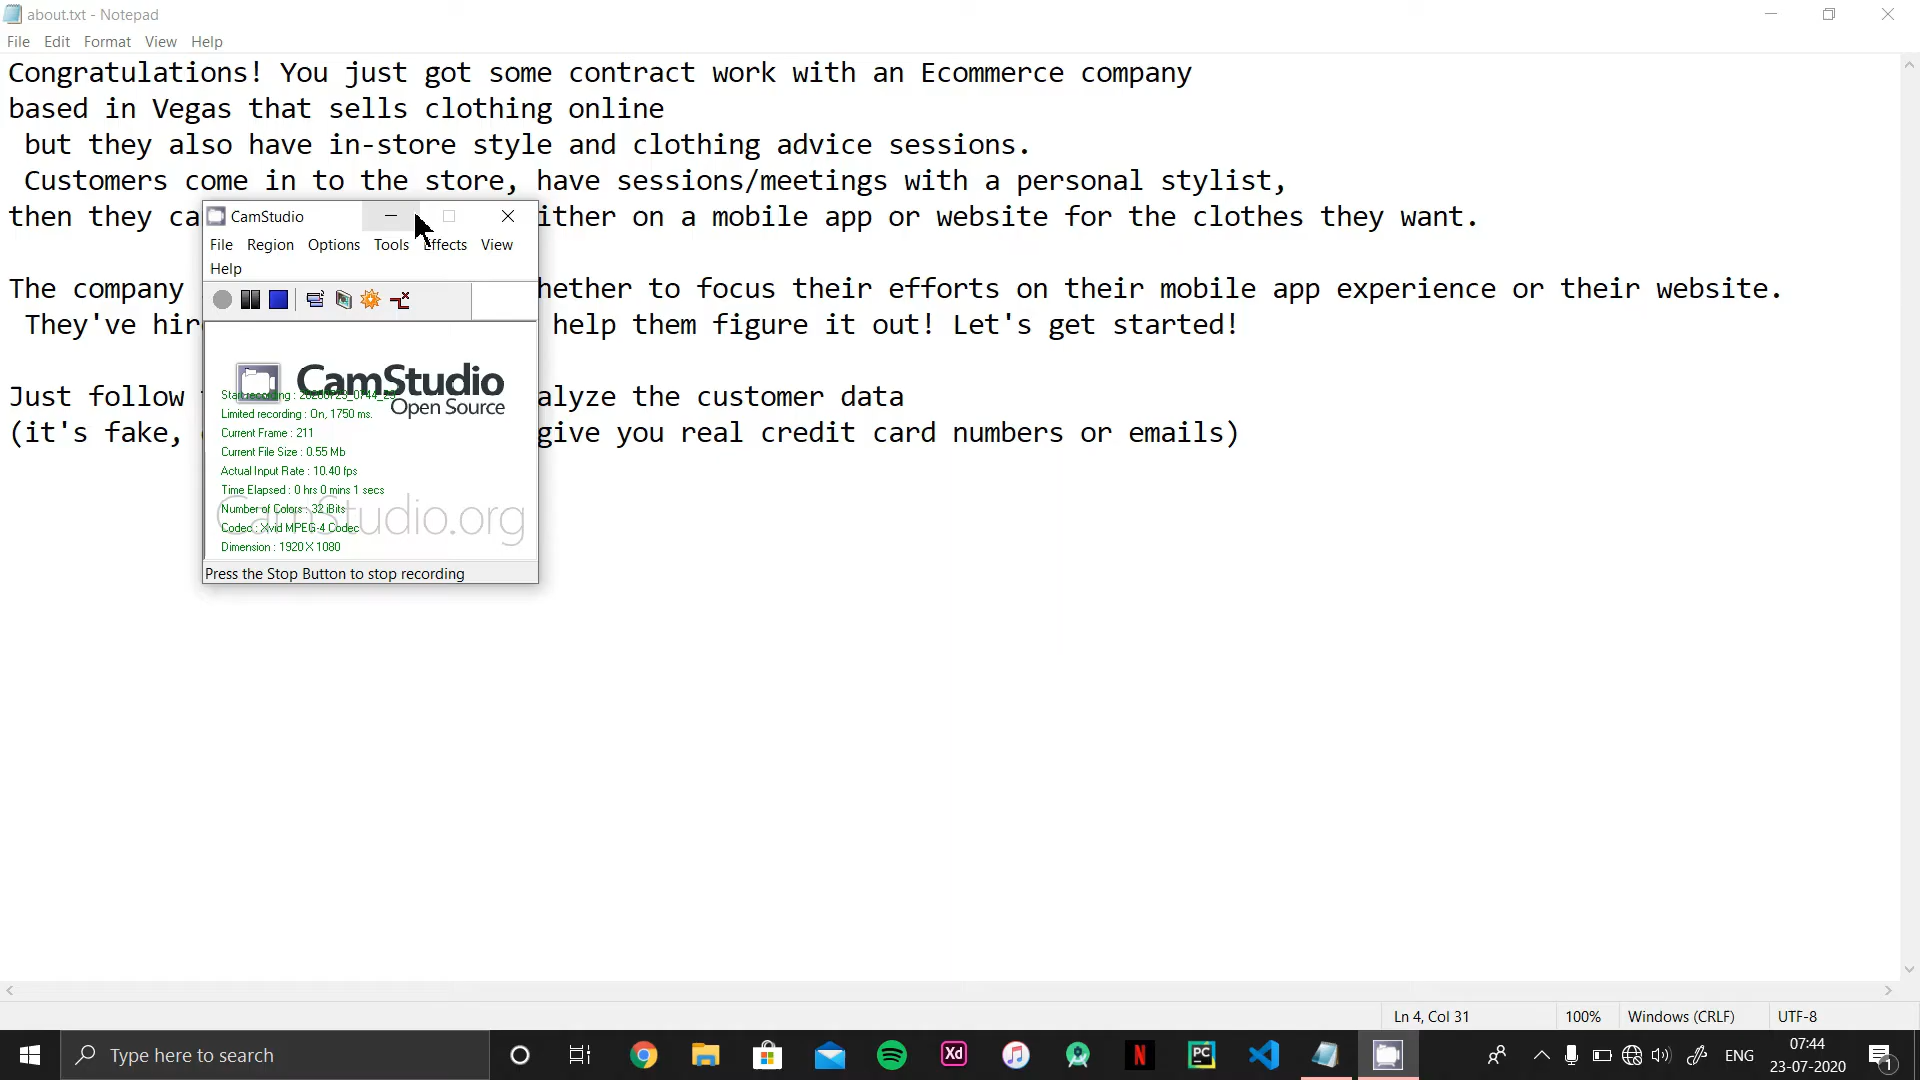 about.txt - Notepad
File Edit Format View Help
Congratulations! You just got some contract work with an Ecommerce company
based in Vegas that sells clothing online
but they also have in-store style and clothing advice sessions.
Customers come in to the store, have sessions/meetings with a personal stylist,
then they ca
ither on a mobile app or website for the clothes they want.
The company
hether to focus their efforts on their mobile app experience or their website.
They've hir
help them figure it out! Let's get started!
Just follow
alyze the customer data
(it's fake,
give you real credit card numbers or emails)
CamStudio
File Region Options Tools Effects View
Help
CamStudio
Open Source
Limited recording : On, 1750 ms.
Current Frame : 211
Current File Size : 0.55 Mb
Actual Input Rate : 10.40 fps
Time Elapsed : 0 hrs 0 mins 1 secs
Number of Colors : 32 iBits
Codec : Xvid MPEG-4 Codec
Dimension : 1920 X 1080
CamStudio.org
Press the Stop Button to stop recording
Ln 4, Col 31 100% Windows (CRLF) UTF-8
Type here to search
Xd
N
PC
ENG
07:44
23-07-2020
1